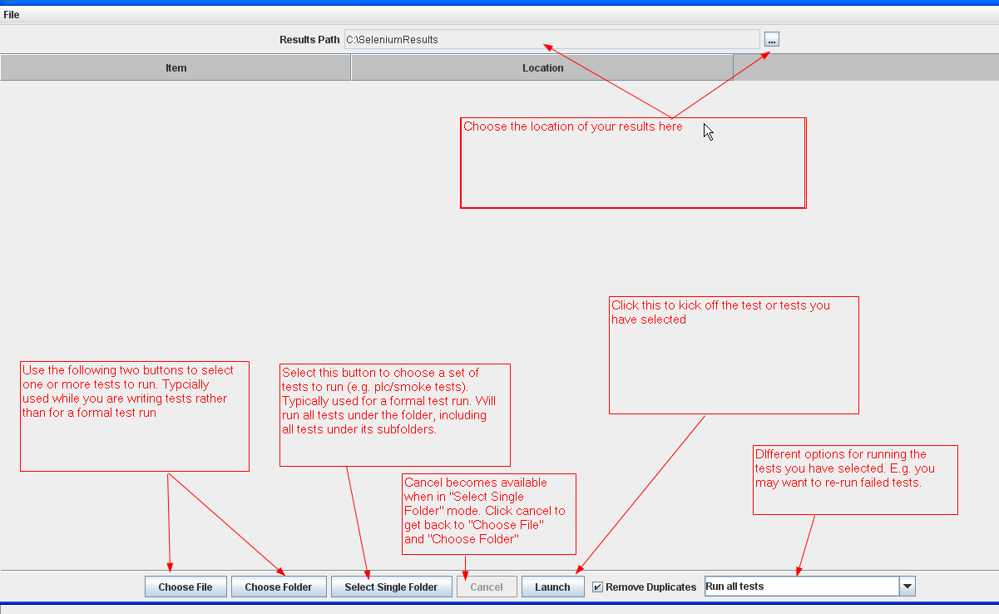 File
Results Path C:\SeleniumResults ...
Item Location
Choose the location of your results here
Click this to kick off the test or tests you
have selected
Use the following two buttons to select
one or more tests to run. Typcially
used while you are writing tests rather
than for a formal test run
Select this button to choose a set of
tests to run (e.g. plc/smoke tests).
Typically used for a formal test run. Will
run all tests under the folder, including
all tests under its subfolders.
DIfferent options for running the
tests you have selected. E.g. you
may want to re-run failed tests.
Cancel becomes available
when in "Select Single
Folder" mode. Click cancel to
get back to "Choose File"
and "Choose Folder"
Choose File Choose Folder Select Single Folder Cancel Launch Remove Duplicates Run all tests